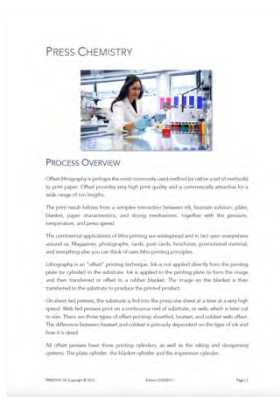 PRESS CHEMISTRY
PROCESS OVERVIEW
Offset lithography is perhaps the most commonly used method (or rather a set of methods)
to print paper. Offset provides very high print quality and is commercially attractive for a
wide range of run lengths.
The print result follows from a complex interaction between ink, fountain solution, plate,
blanket, paper characteristics, and drying mechanisms; together with the pressure,
temperature, and press speed.
The commercial applications of litho printing are widespread and in fact seen everywhere
around us. Magazines, photographs, cards, post cards, brochures, promotional material,
and everything else you can think of uses litho printing principles.
Lithography is an "offset" printing technique. Ink is not applied directly from the printing
plate (or cylinder) to the substrate. Ink is applied to the printing plate to form the image
and then transferred or offset to a rubber blanket. The image on the blanket is then
transferred to the substrate to produce the printed product.
On sheet-fed presses, the substrate is fed into the press one sheet at a time at a very high
speed. Web fed presses print on a continuous reel of substrate, or web, which is later cut
to size. There are three types of offset printing: sheetfed, heatset, and coldset web offset.
The difference between heatset and coldset is primarily dependent on the type of ink and
how it is dried.
All offset presses have three printing cylinders, as well as the inking and dampening
systems. The plate cylinder, the blanket cylinder and the impression cylinder.